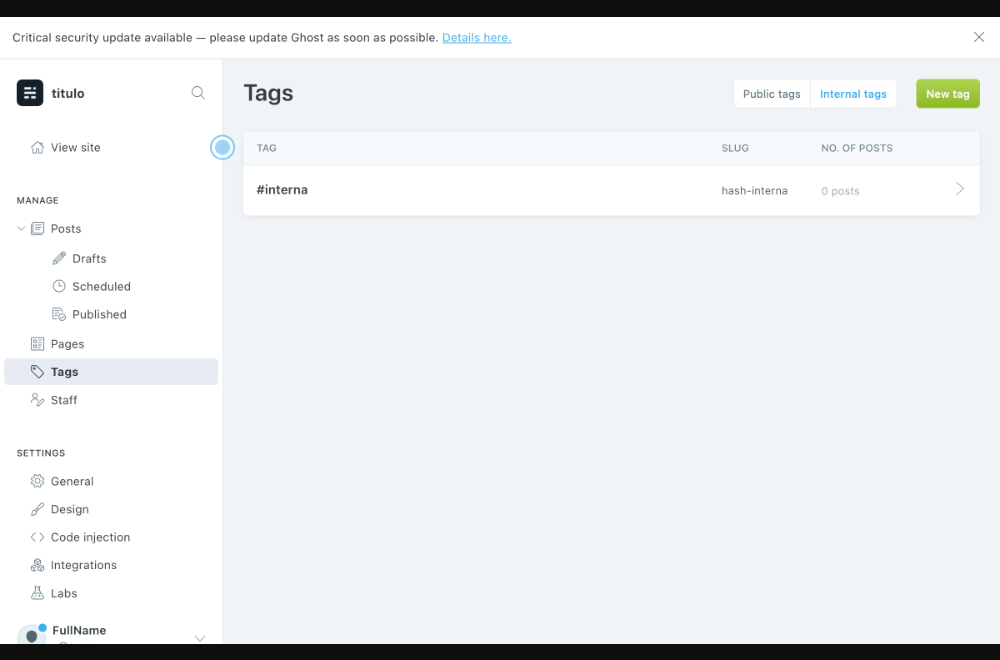 Critical security update available — please update Ghost as soon as possible. Details here.
titulo
View site
MANAGE
Posts
Drafts
Scheduled
Published
Pages
Tags
Staff
SETTINGS
General
Design
Code injection
Integrations
Labs
FullName
Tags
Public tags
Internal tags
New tag
TAG
SLUG
NO. OF POSTS
#interna
hash-interna
0 posts